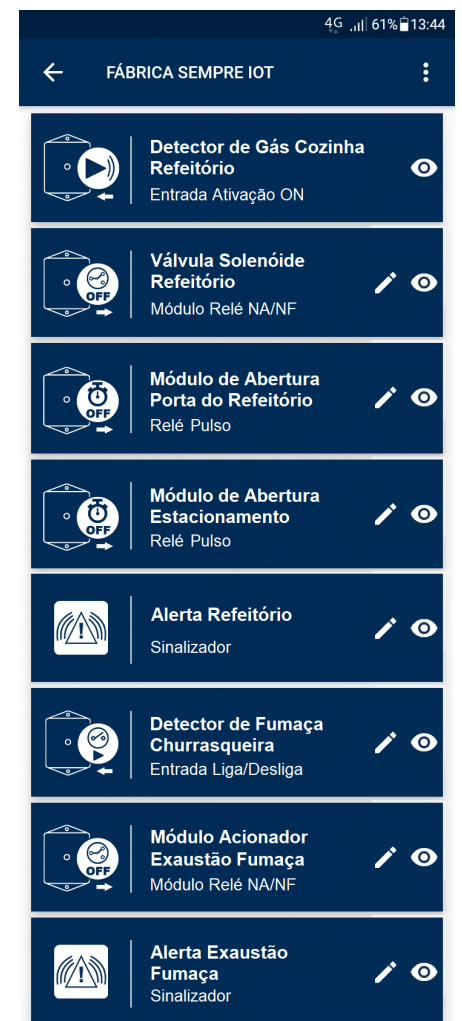 4G 61% 13:44
FÁBRICA SEMPRE IOT
Detector de Gás Cozinha
Refeitório
Entrada Ativação ON
Válvula Solenóide
Refeitório
OFF
Módulo Relé NA/NF
Módulo de Abertura
Porta do Refeitório
OFF
Relé Pulso
Módulo de Abertura
Estacionamento
OFF
Relé Pulso
Alerta Refeitório
Sinalizador
Detector de Fumaça
Churrasqueira
Entrada Liga/Desliga
Módulo Acionador
Exaustão Fumaça
OFF
Módulo Relé NA/NF
Alerta Exaustão
Fumaça
Sinalizador